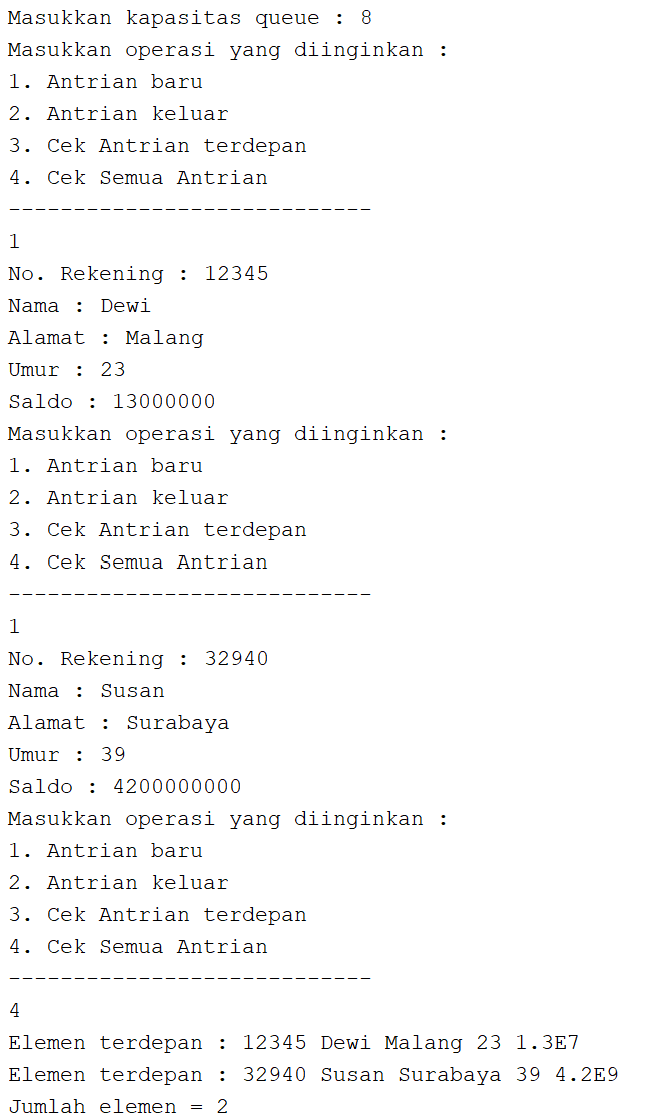 Masukkan kapasitas queue : 8
Masukkan operasi yang diinginkan :
1. Antrian baru
2. Antrian keluar
3. Cek Antrian terdepan
4. Cek Semua Antrian
----------------------------
1
No. Rekening : 12345
Nama : Dewi
Alamat : Malang
Umur : 23
Saldo : 13000000
Masukkan operasi yang diinginkan :
1. Antrian baru
2. Antrian keluar
3. Cek Antrian terdepan
4. Cek Semua Antrian
----------------------------
1
No. Rekening : 32940
Nama : Susan
Alamat : Surabaya
Umur : 39
Saldo : 4200000000
Masukkan operasi yang diinginkan :
1. Antrian baru
2. Antrian keluar
3. Cek Antrian terdepan
4. Cek Semua Antrian
----------------------------
4
Elemen terdepan : 12345 Dewi Malang 23 1.3E7
Elemen terdepan : 32940 Susan Surabaya 39 4.2E9
Jumlah elemen = 2